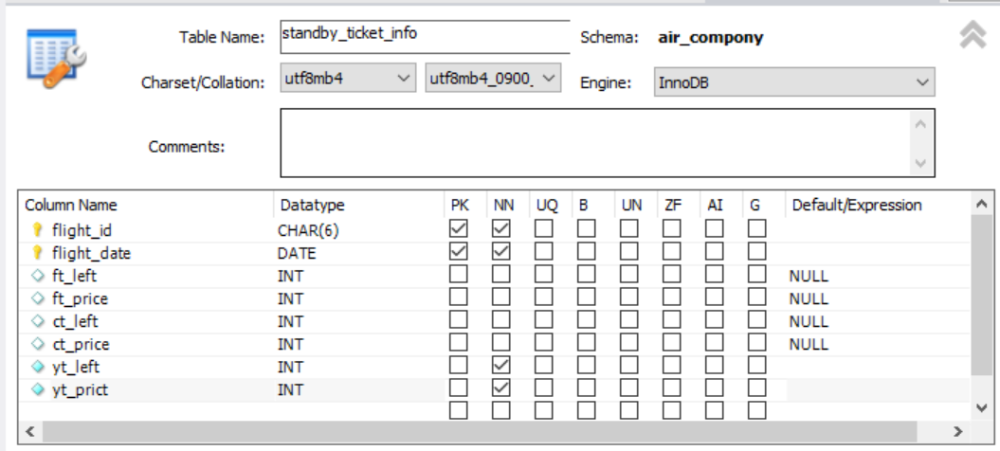 Table Name: standby_ticket_info Schema: air_compony
Charset/Collation: utf8mb4 utf8mb4_0900_ Engine: InnoDB
Comments:
Column Name Datatype PK NN UQ B UN ZF AI G Default/Expression
flight_id CHAR(6)
flight_date DATE
ft_left INT NULL
ft_price INT NULL
ct_left INT NULL
ct_price INT NULL
yt_left INT
yt_prict INT